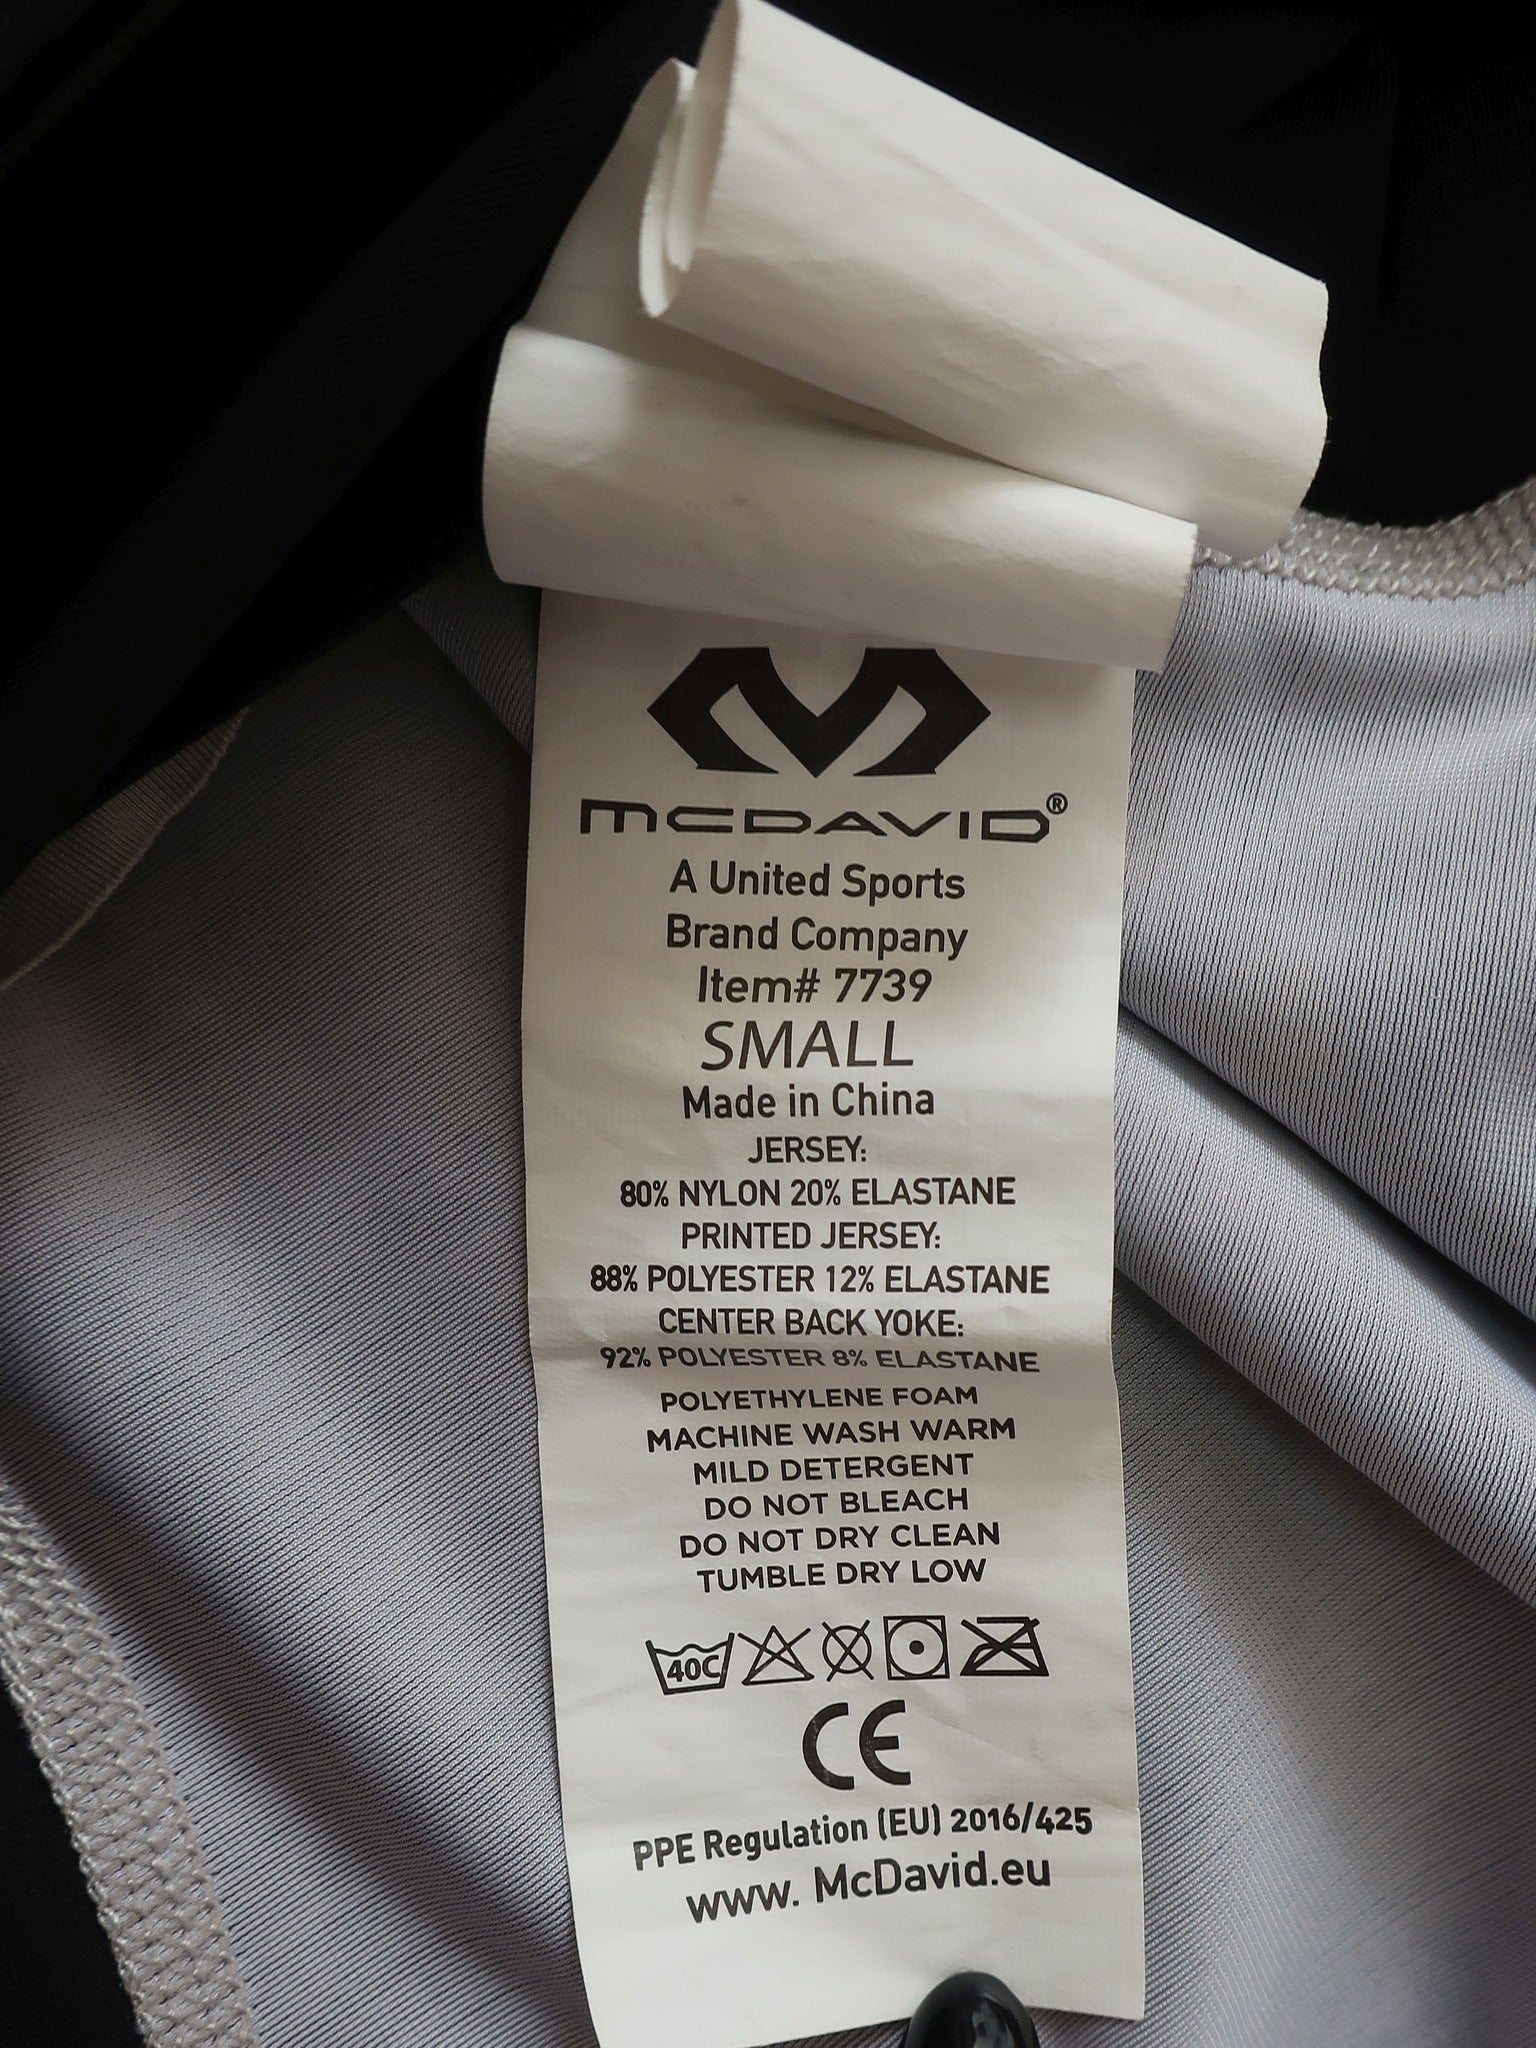 MCDAVID®
A United Sports
Brand Company
Item# 7739
SMALL
Made in China
JERSEY:
80% NYLON 20% ELASTANE
PRINTED JERSEY:
88% POLYESTER 12% ELASTANE
CENTER BACK YOKE:
92% POLYESTER 8% ELASTANE
POLYETHYLENE FOAM
MACHINE WASH WARM
MILD DETERGENT
DO NOT BLEACH
DO NOT DRY CLEAN
TUMBLE DRY LOW
40C
CE
PPE Regulation (EU) 2016/425
www. McDavid.eu